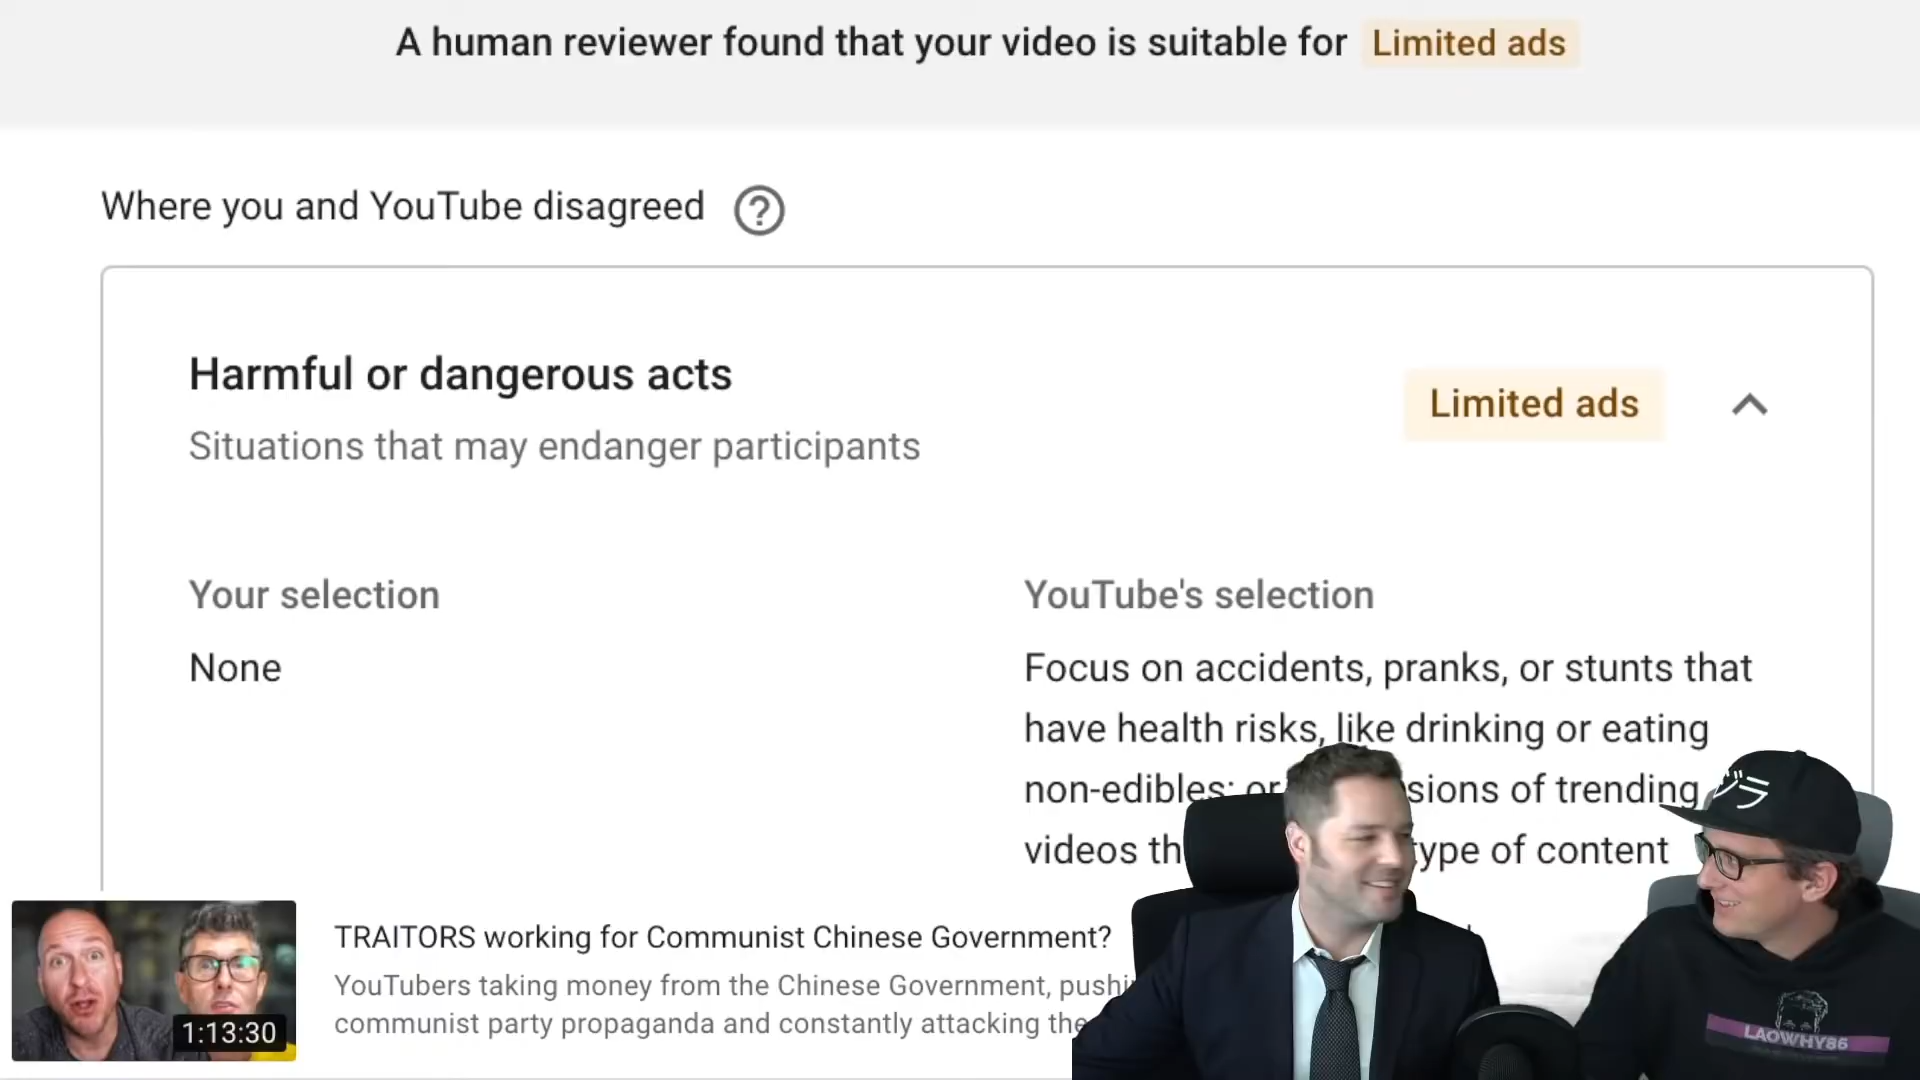 A human reviewer found that your video is suitable for Limited ads
Where you and YouTube disagreed ?
Harmful or dangerous acts
Limited ads
Situations that may endanger participants
Your selection
YouTube's selection
None
Focus on accidents, pranks, or stunts that
have health risks, like drinking or eating
non-edibles; or sions of trending
videos th type of content
ジラ
TRAITORS working for Communist Chinese Government?
YouTubers taking money from the Chinese Government, pushi
communist party propaganda and constantly attacking the
1:13:30
LAOWHY86